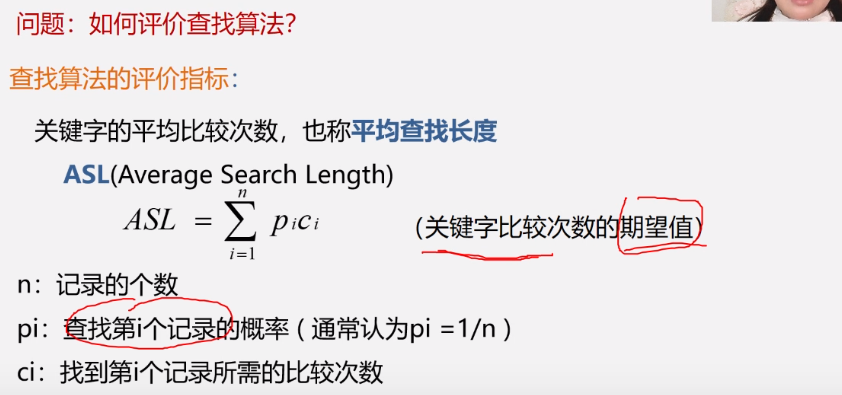 问题：如何评价查找算法？
查找算法的评价指标：
关键字的平均比较次数，也称平均查找长度
ASL(Average Search Length)
ASL = ∑_{i=1}^{n} pᵢcᵢ （关键字比较次数的期望值）
n：记录的个数
pi：查找第i个记录的概率（通常认为pi =1/n ）
ci：找到第i个记录所需的比较次数